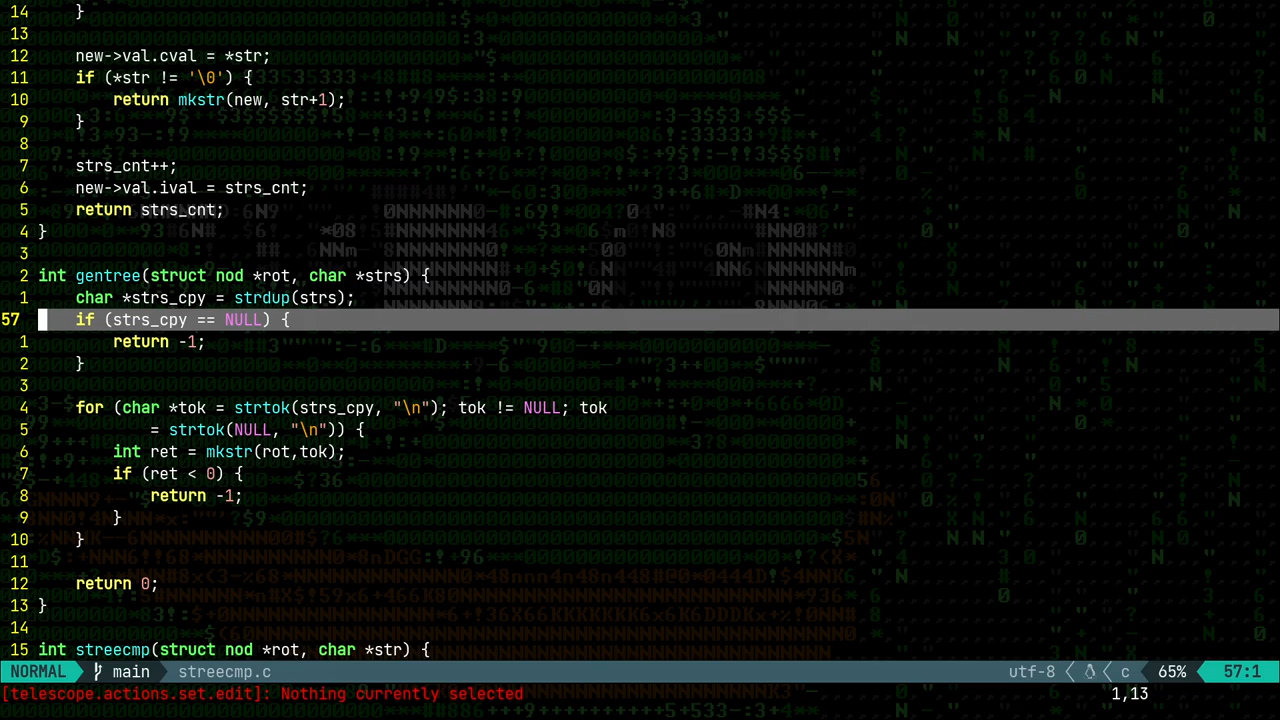 14      }
13
12      new->val.cval = *str;
11      if (*str != '\0') {
10          return mkstr(new, str+1);
9      }
8
7      strs_cnt++;
6      new->val.ival = strs_cnt;
5      return strs_cnt;
4  }
3
2  int gentree(struct nod *rot, char *strs) {
1      char *strs_cpy = strdup(strs);
57      if (strs_cpy == NULL) {
1          return -1;
2      }
3
4      for (char *tok = strtok(strs_cpy, "\n"); tok != NULL; tok
5              = strtok(NULL, "\n")) {
6          int ret = mkstr(rot,tok);
7          if (ret < 0) {
8              return -1;
9          }
10      }
11
12      return 0;
13  }
14
15  int streecmp(struct nod *rot, char *str) {
NORMAL main streecmp.c utf-8 c 65% 57:1
[telescope.actions.set.edit]: Nothing currently selected 1,13